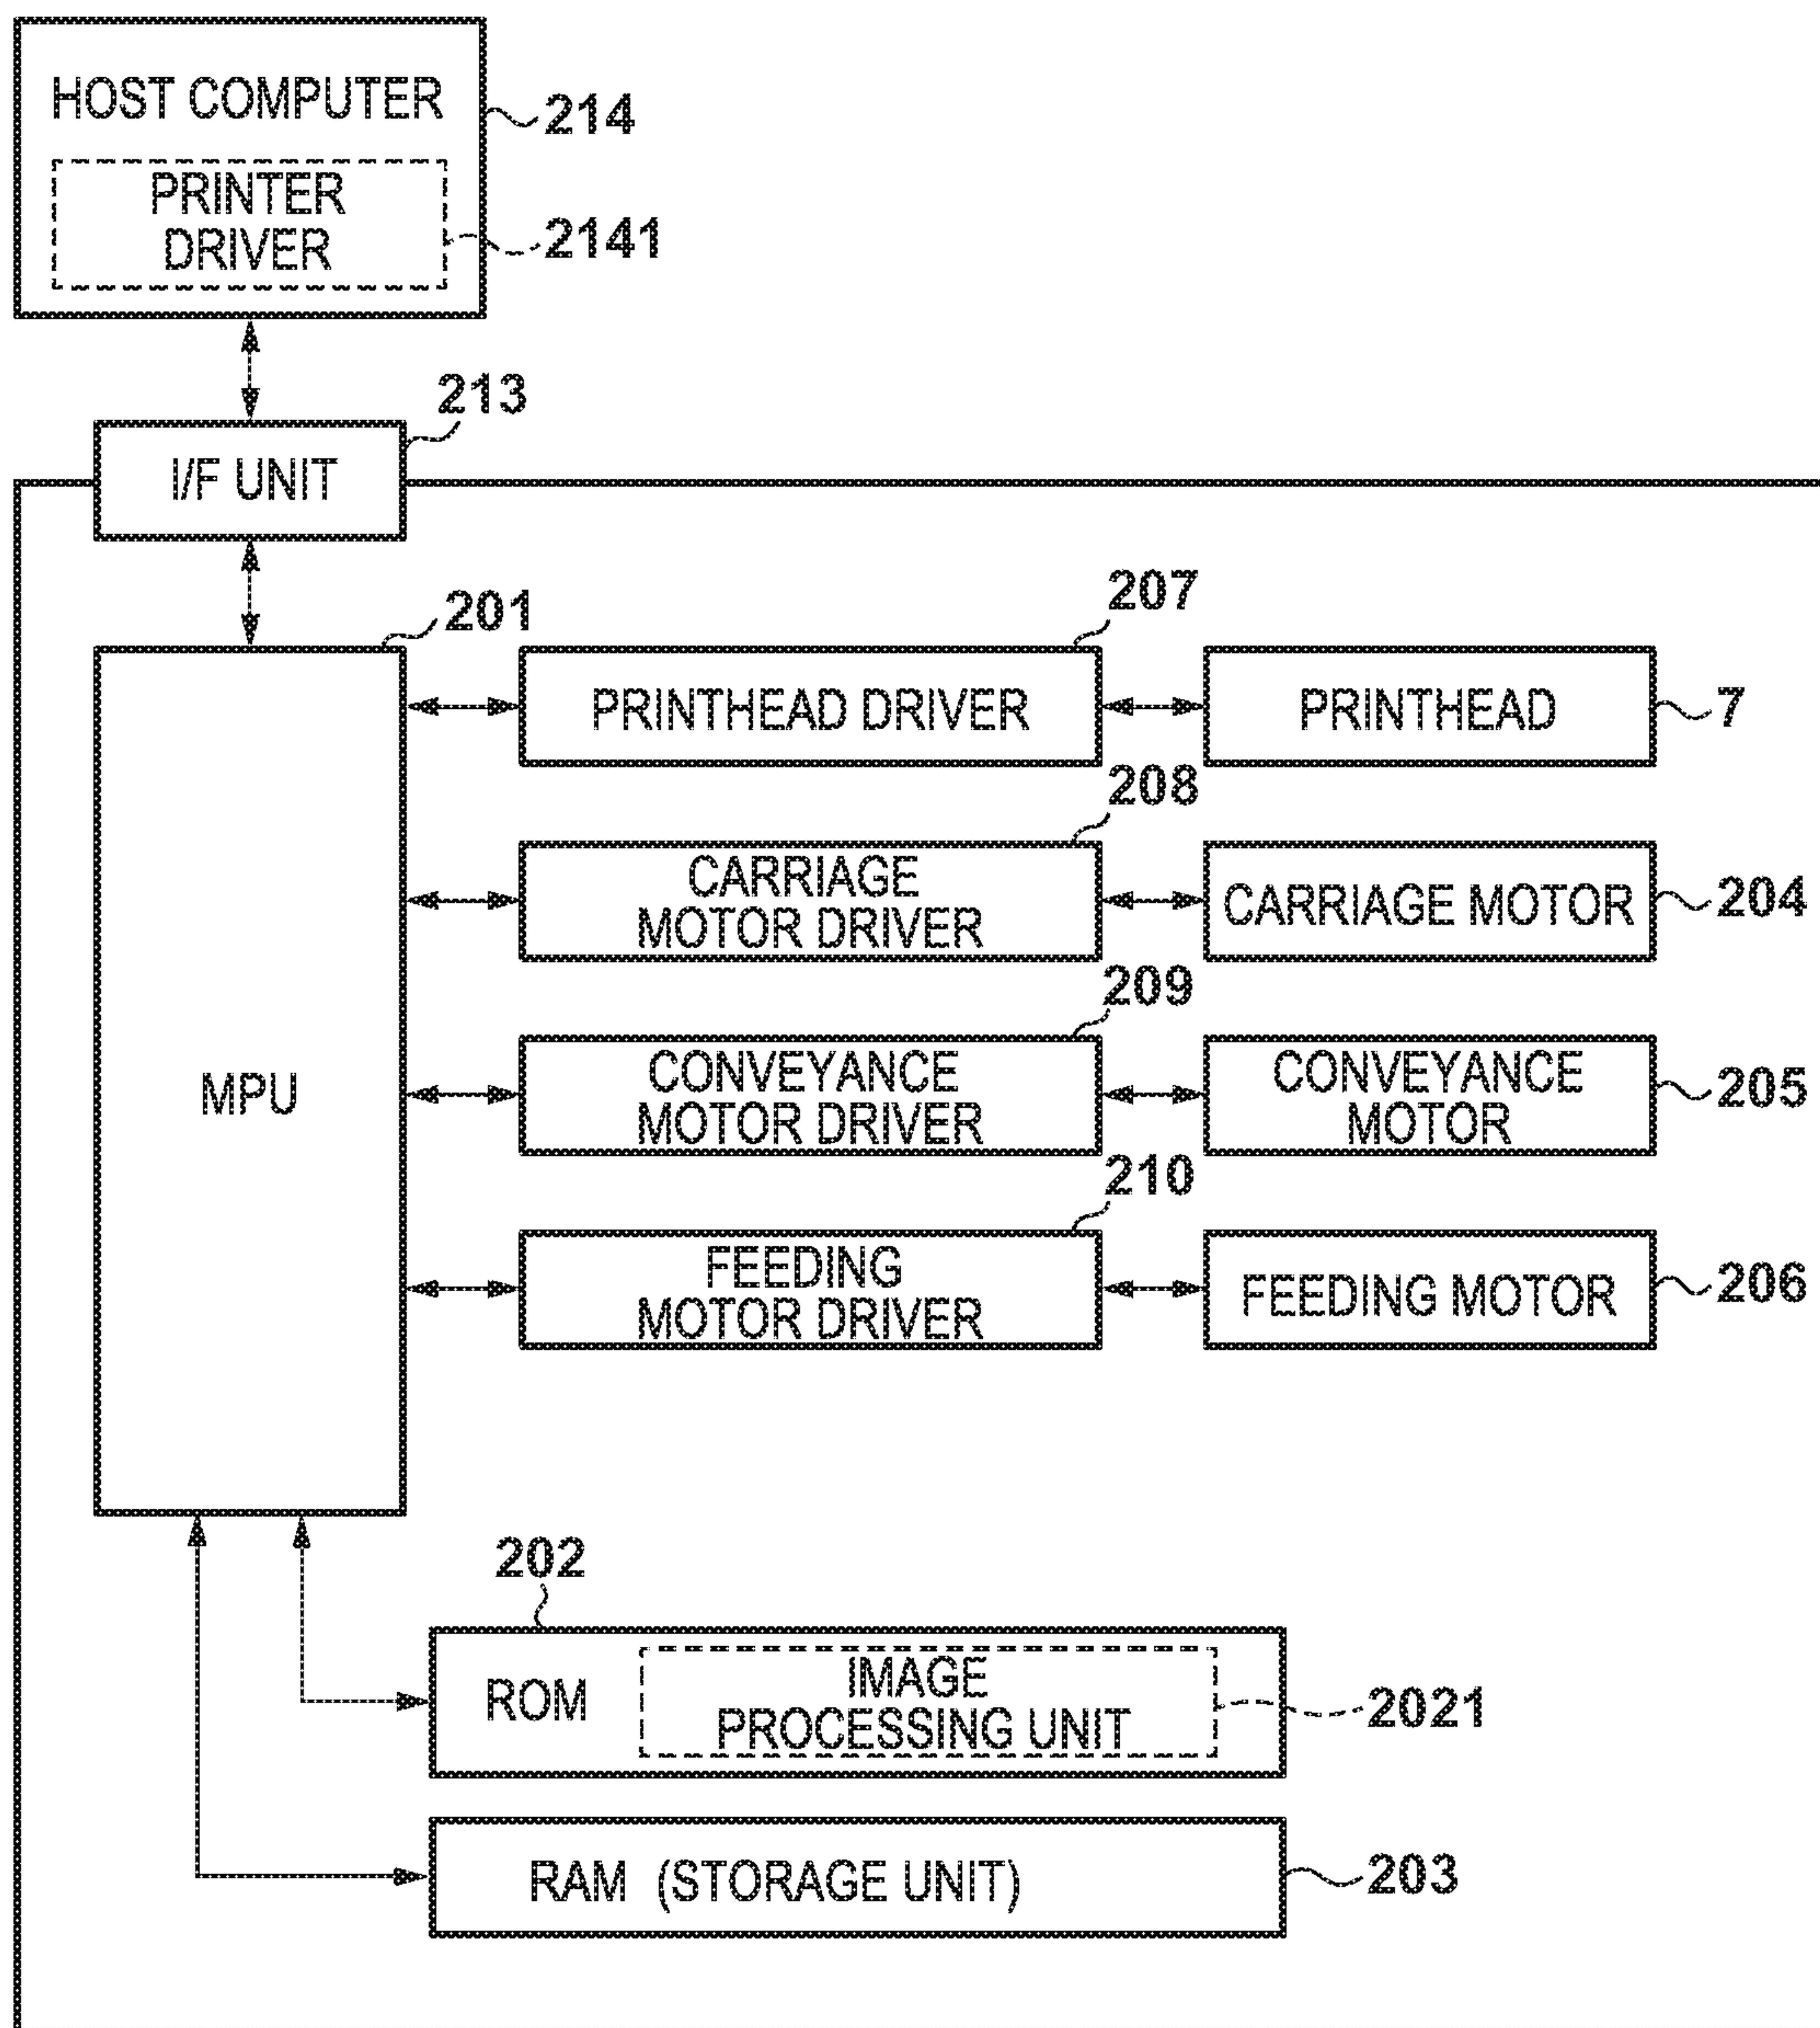 HOST COMPUTER
214
PRINTER
DRIVER
2141
213
I/F UNIT
201
207
PRINTHEAD DRIVER
PRINTHEAD
7
208
CARRIAGE
MOTOR DRIVER
CARRIAGE MOTOR
204
209
MPU
CONVEYANCE
MOTOR DRIVER
CONVEYANCE
MOTOR
205
210
FEEDING
MOTOR DRIVER
FEEDING MOTOR
206
202
ROM
IMAGE
PROCESSING UNIT
2021
RAM (STORAGE UNIT)
203